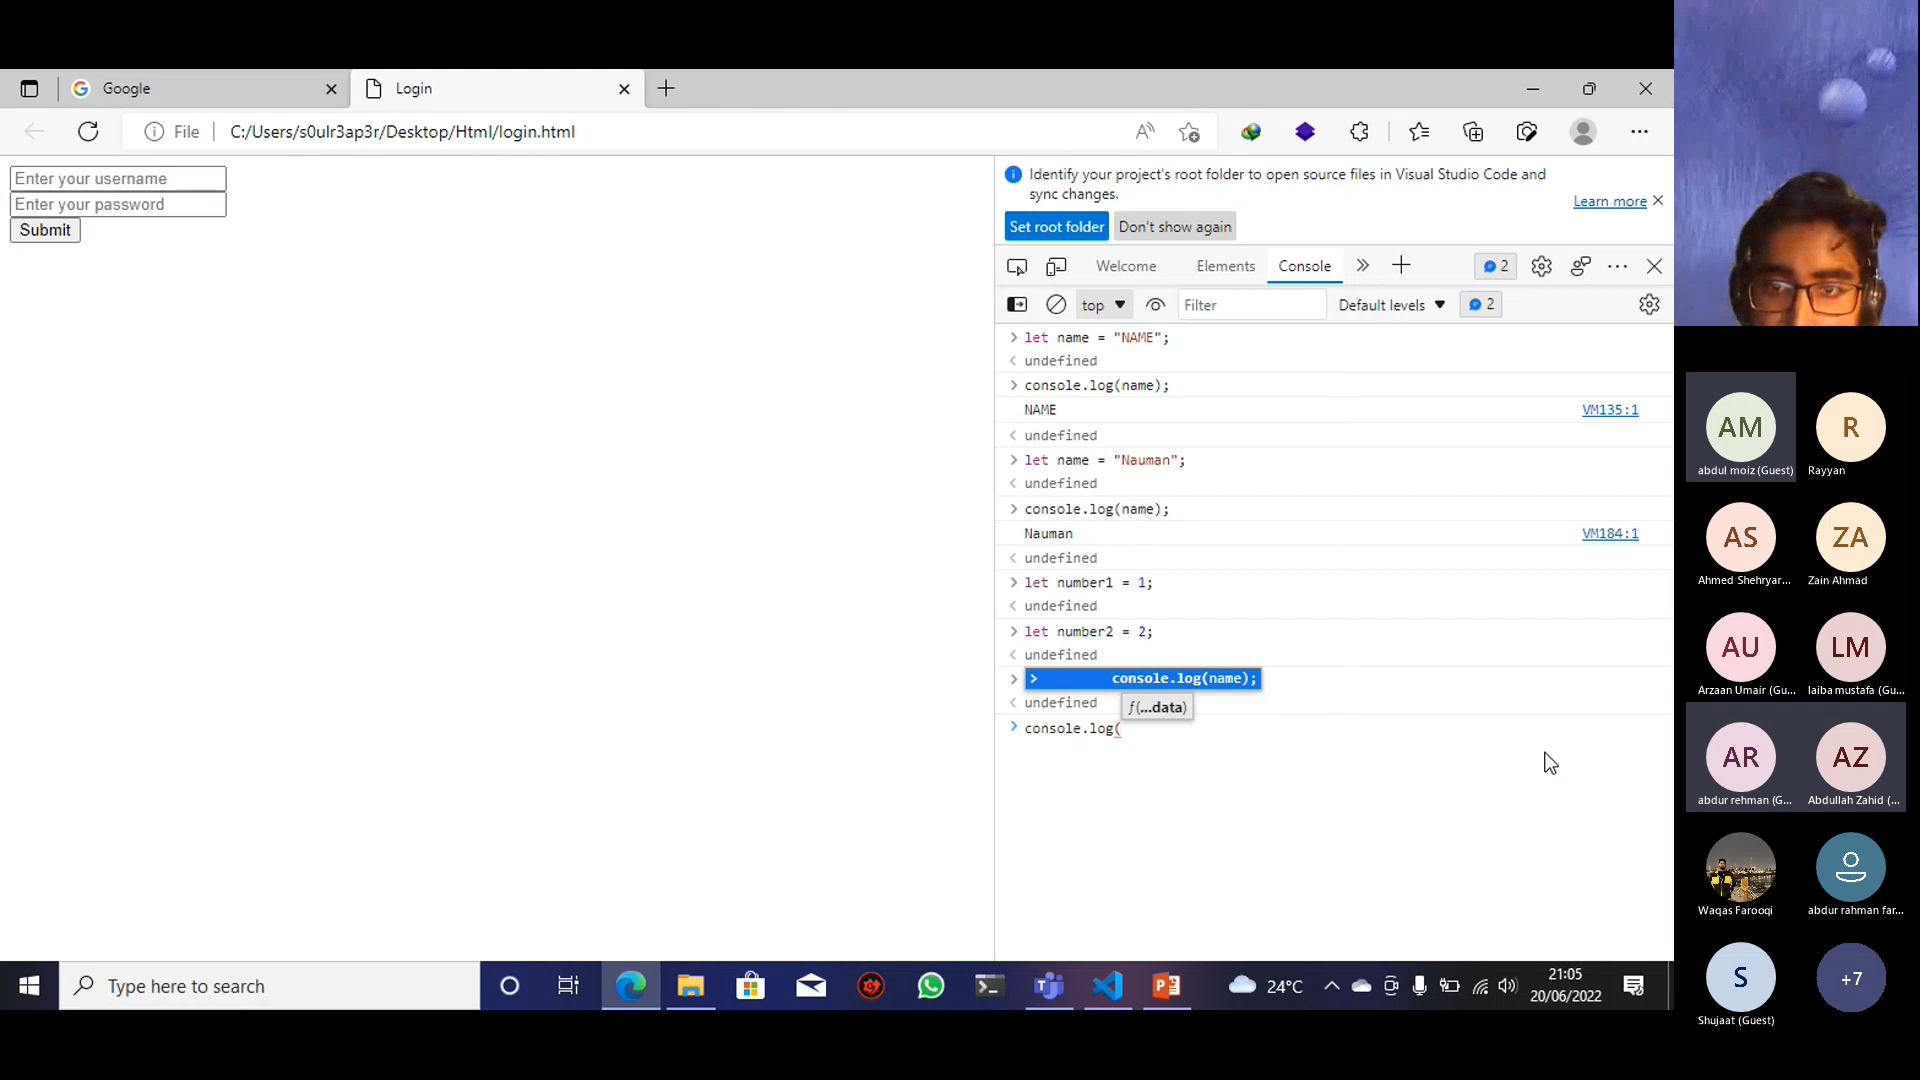 Google
Login
File
C:/Users/s0ulr3ap3r/Desktop/Html/login.html
Enter your username
Enter your password
Submit
Identify your project's root folder to open source files in Visual Studio Code and
sync changes.
Learn more
Set root folder
Don't show again
Welcome
Elements
Console
2
top
Filter
Default levels
2
> let name = "NAME";
< undefined
> console.log(name);
NAME
VM135:1
< undefined
> let name = "Nauman";
< undefined
> console.log(name);
Nauman
VM184:1
< undefined
> let number1 = 1;
< undefined
> let number2 = 2;
< undefined
> > console.log(name);
< undefined
ƒ(...data)
> console.log(
AM
abdul moiz (Guest)
R
Rayyan
AS
Ahmed Shehryar...
ZA
Zain Ahmad
AU
Arzaan Umair (Gu...
LM
laiba mustafa (Gu...
AR
abdur rehman (G...
AZ
Abdullah Zahid (...
Waqas Farooqi
abdur rahman far...
S
Shujaat (Guest)
+7
Type here to search
24°C
21:05
20/06/2022